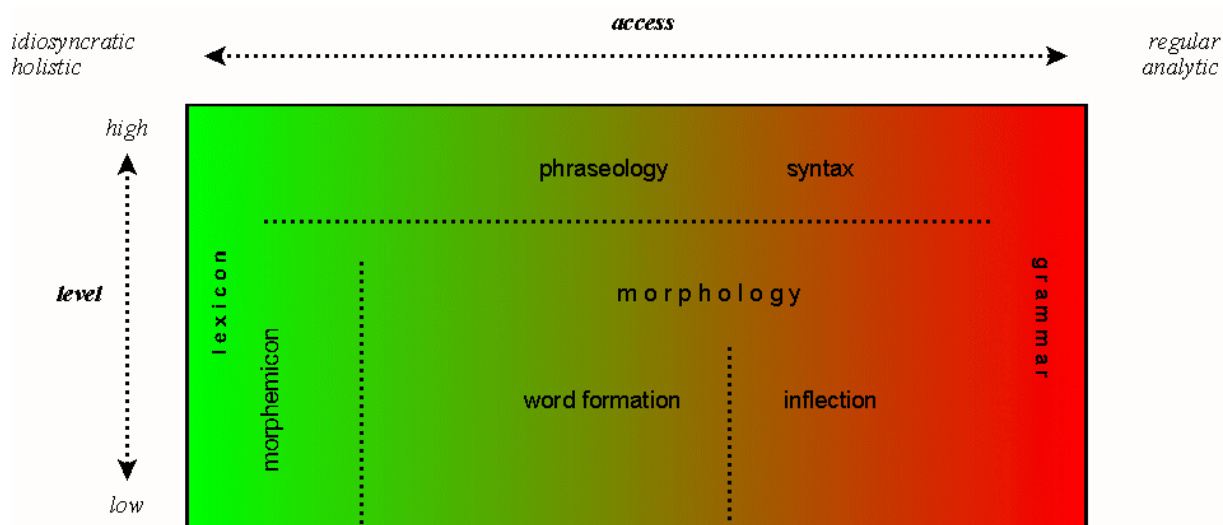 access
idiosyncratic
holistic
regular
analytic
high
phraseology
syntax
level
lexicon
morphology
grammar
morphemicon
word formation
inflection
low